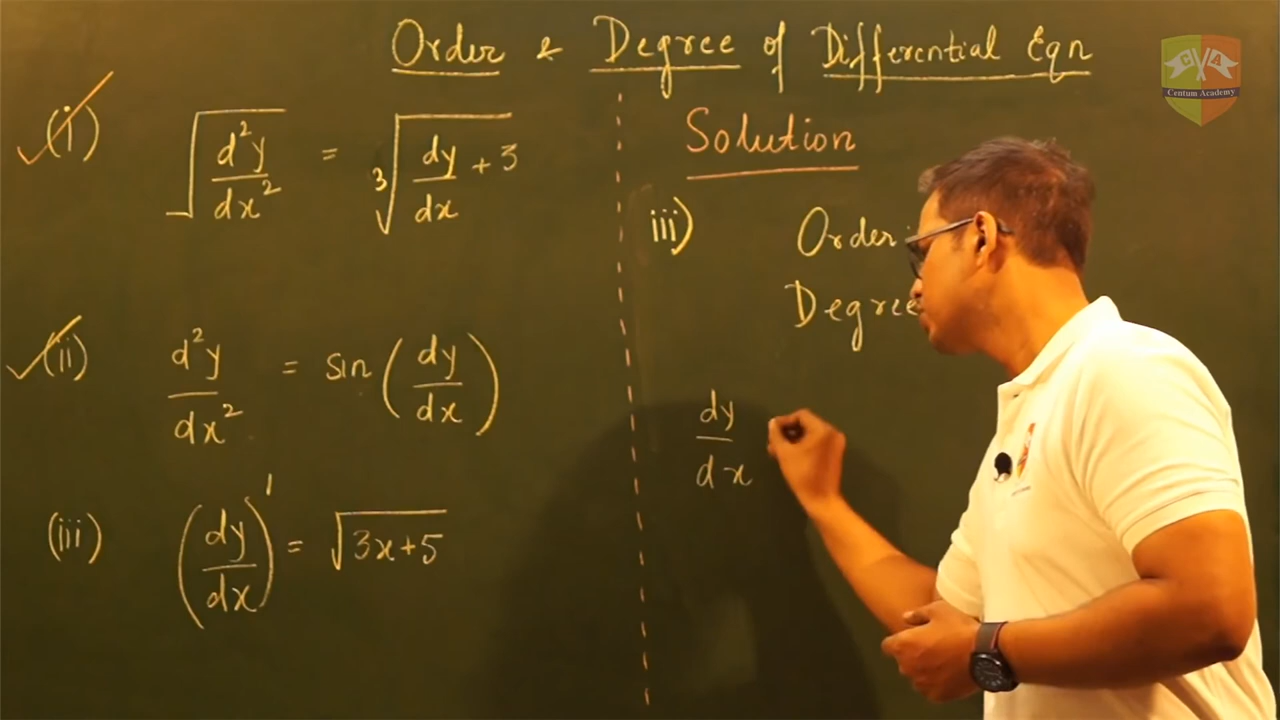 Order & Degree of Differential Eqn
C A
Centum Academy
(i) √(d²y/dx²) = ³√(dy/dx + 3)
(ii) d²y/dx² = sin(dy/dx)
(iii) (dy/dx)¹ = √(3x+5)
Solution
iii) Order
Degree
dy/dx